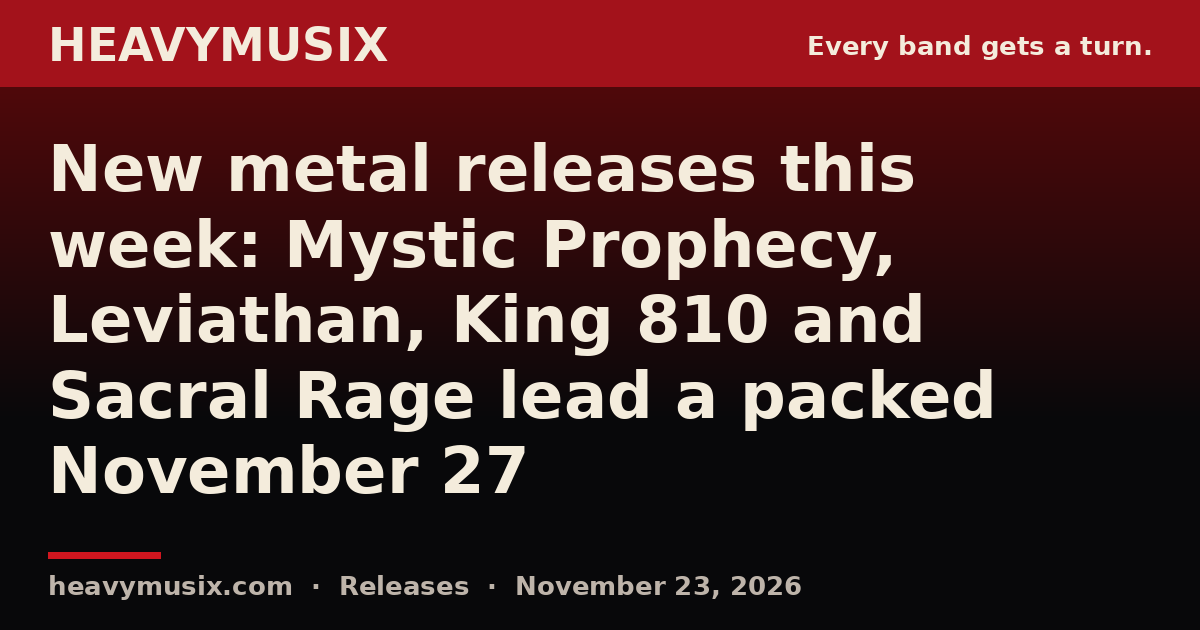 HEAVYMUSIX
Every band gets a turn.
New metal releases this
week: Mystic Prophecy,
Leviathan, King 810 and
Sacral Rage lead a packed
November 27
heavymusix.com · Releases · November 23, 2026